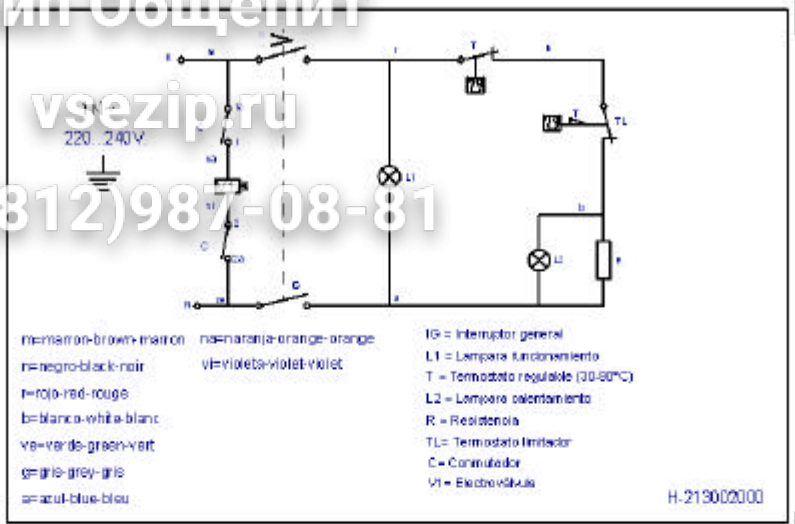 ип Общепит
vsezip.ru
220...240V.
812)987-08-81
T
T
TL
L1
L2
C
m=marron-brown-marron
na=naranja-orange-orange
n=negro-black-noir
vi=violeta-violet-violet
r=rojo-red-rouge
b=blanco-white-blanc
ve=verde-green-vert
g=gris-grey-gris
a=azul-blue-bleu
IG = Interruptor general
L1 = Lampara funcionamiento
T = Termostato regulable (30-90°C)
L2 = Lampara calentamiento
R = Resistencia
TL= Termostato limitador
C= Conmutador
V1 = Electroválvula
H-213002000